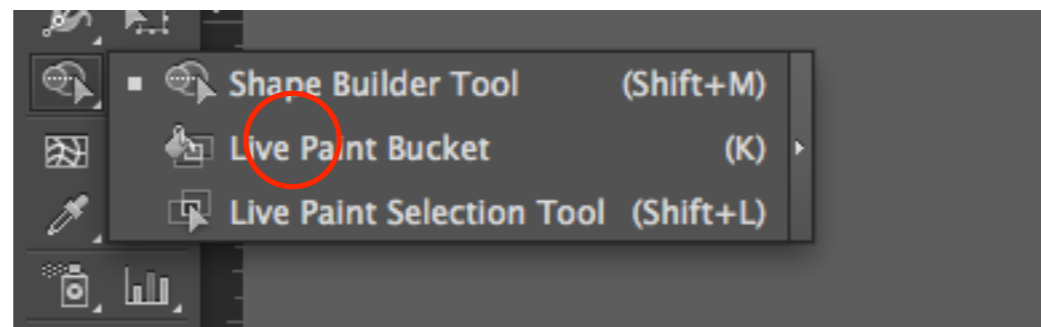 Shape Builder Tool (Shift+M)
Live Paint Bucket (K)
Live Paint Selection Tool (Shift+L)